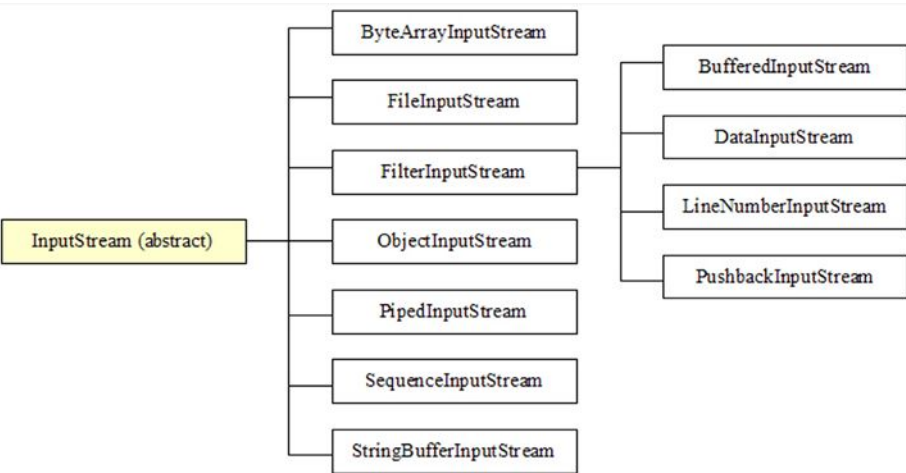 InputStream (abstract)
ByteArrayInputStream
FileInputStream
FilterInputStream
ObjectInputStream
PipedInputStream
SequenceInputStream
StringBufferInputStream
BufferedInputStream
DataInputStream
LineNumberInputStream
PushbackInputStream